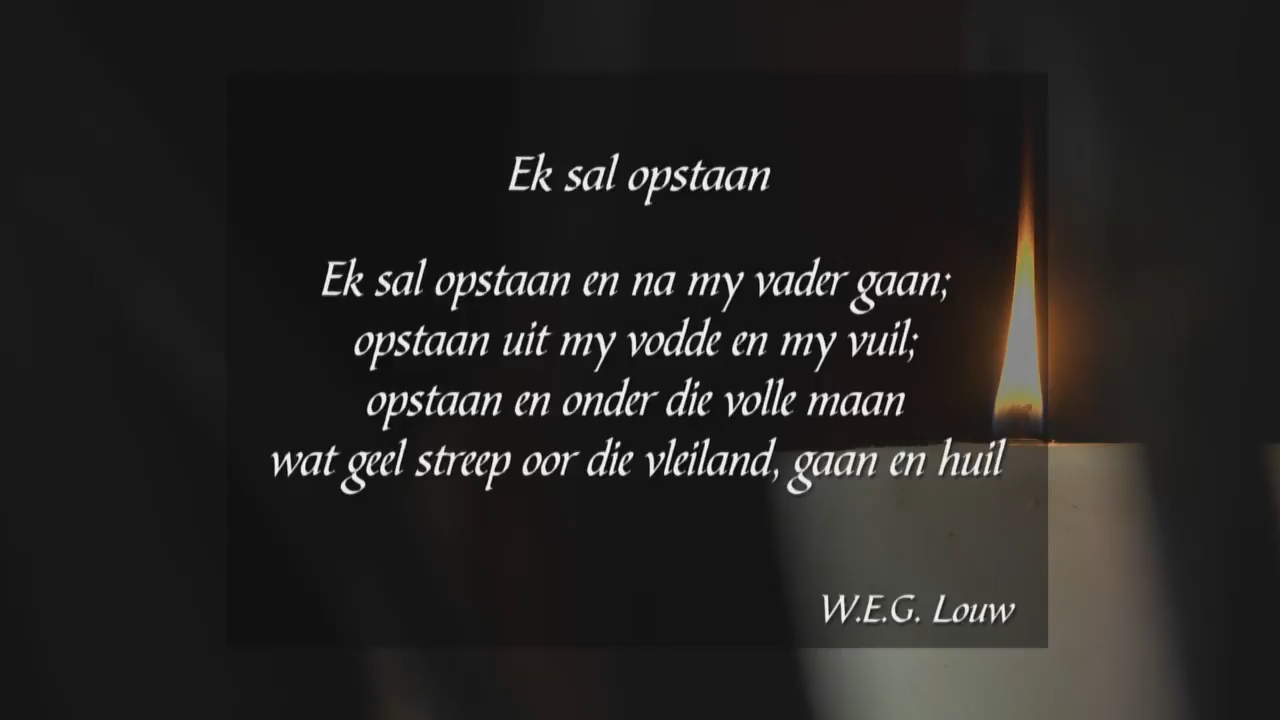 Ek sal opstaan
Ek sal opstaan en na my vader gaan;
opstaan uit my vodde en my vuil;
opstaan en onder die volle maan
wat geel streep oor die vleiland, gaan en huil
W.E.G. Louw